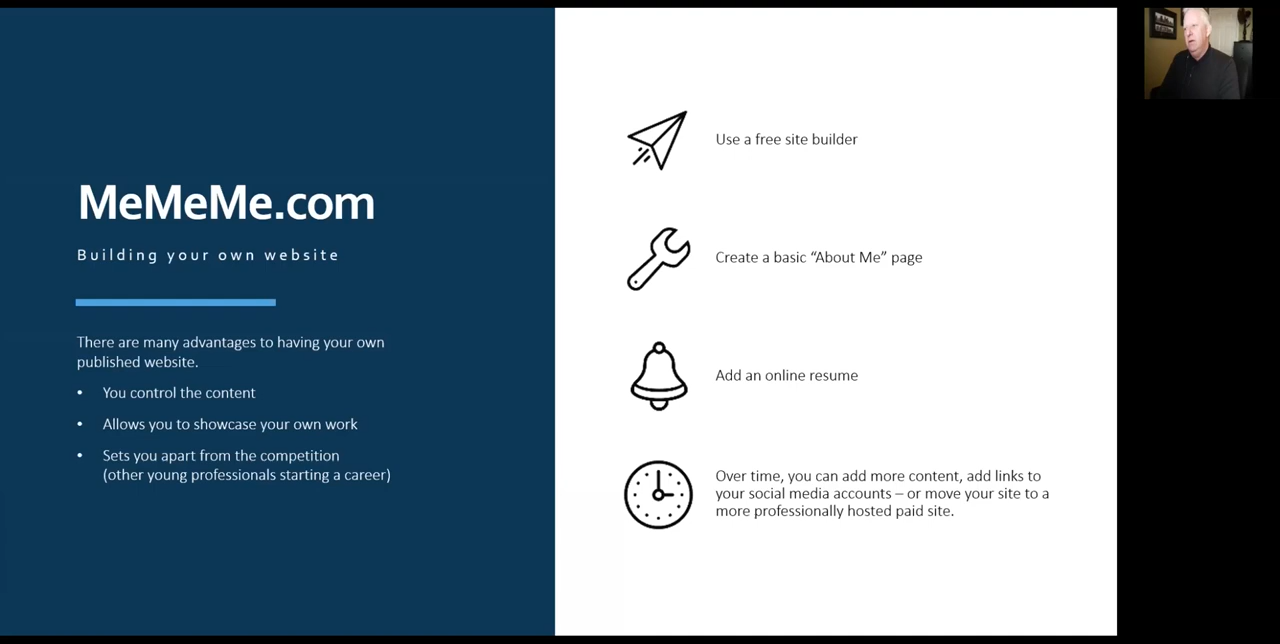 MeMeMe.com
Building your own website
There are many advantages to having your own
published website.
• You control the content
• Allows you to showcase your own work
• Sets you apart from the competition
(other young professionals starting a career)
Use a free site builder
Create a basic “About Me” page
Add an online resume
Over time, you can add more content, add links to
your social media accounts – or move your site to a
more professionally hosted paid site.